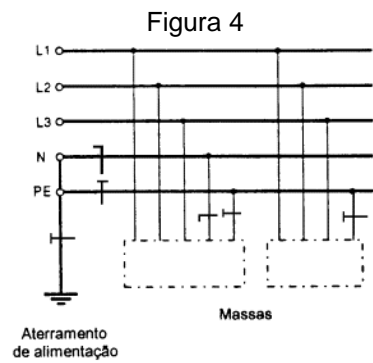 Figura 4
L1
L2
L3
N
PE
Massas
Aterramento
de alimentação